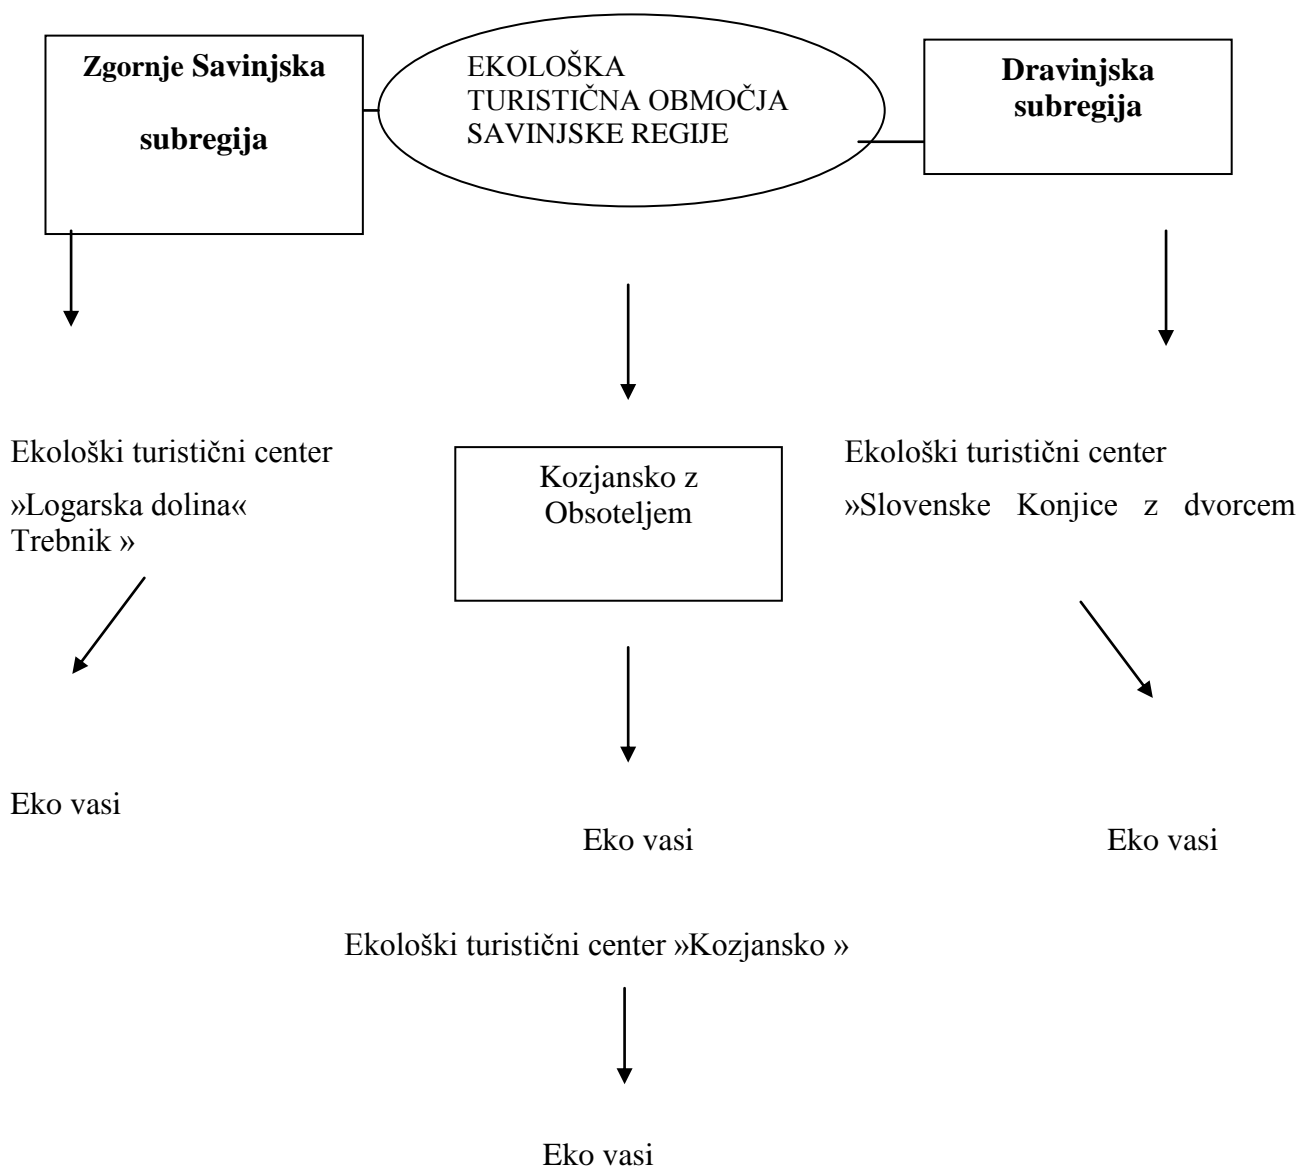 Zgornje Savinjska
subregija
EKOLOŠKA
TURISTIČNA OBMOČJA
SAVINJSKE REGIJE
Dravinjska
subregija
Ekološki turistični center
»Logarska dolina«
Trebnik »
Kozjansko z
Obsoteljem
Ekološki turistični center
»Slovenske Konjice z dvorcem
Eko vasi
Eko vasi
Eko vasi
Ekološki turistični center »Kozjansko »
Eko vasi